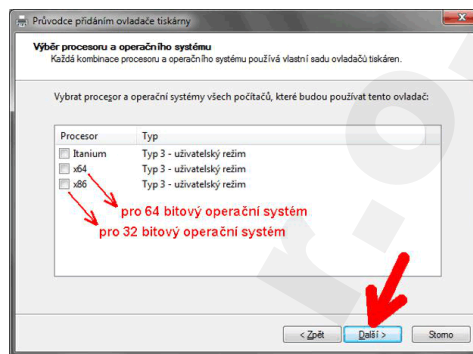 Průvodce přidáním ovladače tiskárny
Výběr procesoru a operačního systému
Každá kombinace procesoru a operačního systému používá vlastní sadu ovladačů tiskáren.
Vybrat procesor a operační systémy všech počítačů, které budou používat tento ovladač:
Procesor Typ
Itanium Typ 3 - uživatelský režim
x64 Typ 3 - uživatelský režim
x86 Typ 3 - uživatelský režim
pro 64 bitový operační systém
pro 32 bitový operační systém
< Zpět Další > Storno